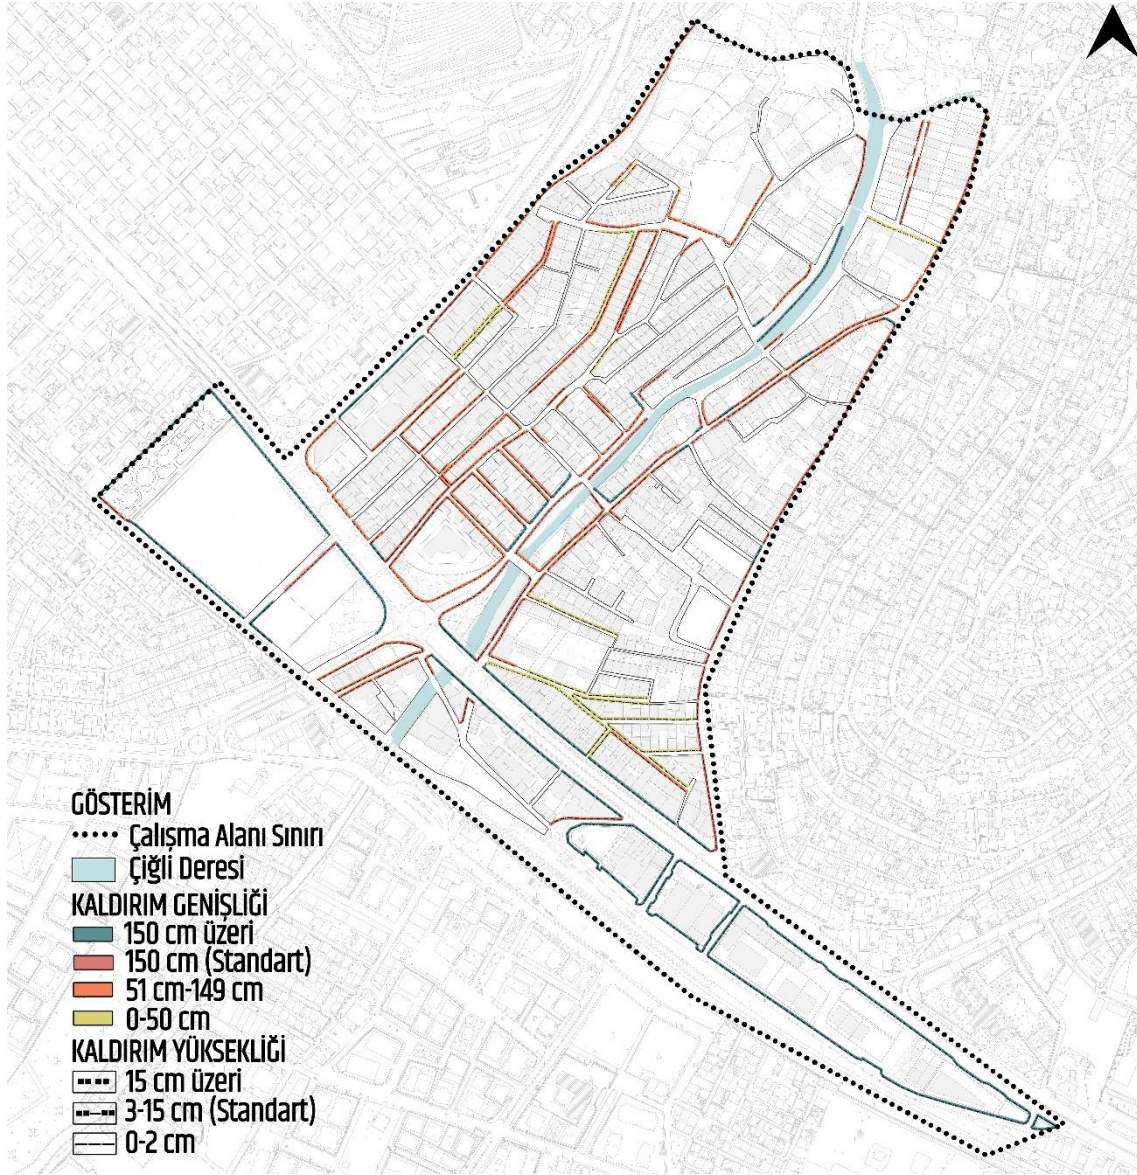 GÖSTERİM
Çalışma Alanı Sınırı
Çiğli Deresi
KALDIRIM GENİŞLİĞİ
150 cm üzeri
150 cm (Standart)
51 cm-149 cm
0-50 cm
KALDIRIM YÜKSEKLİĞİ
15 cm üzeri
3-15 cm (Standart)
0-2 cm